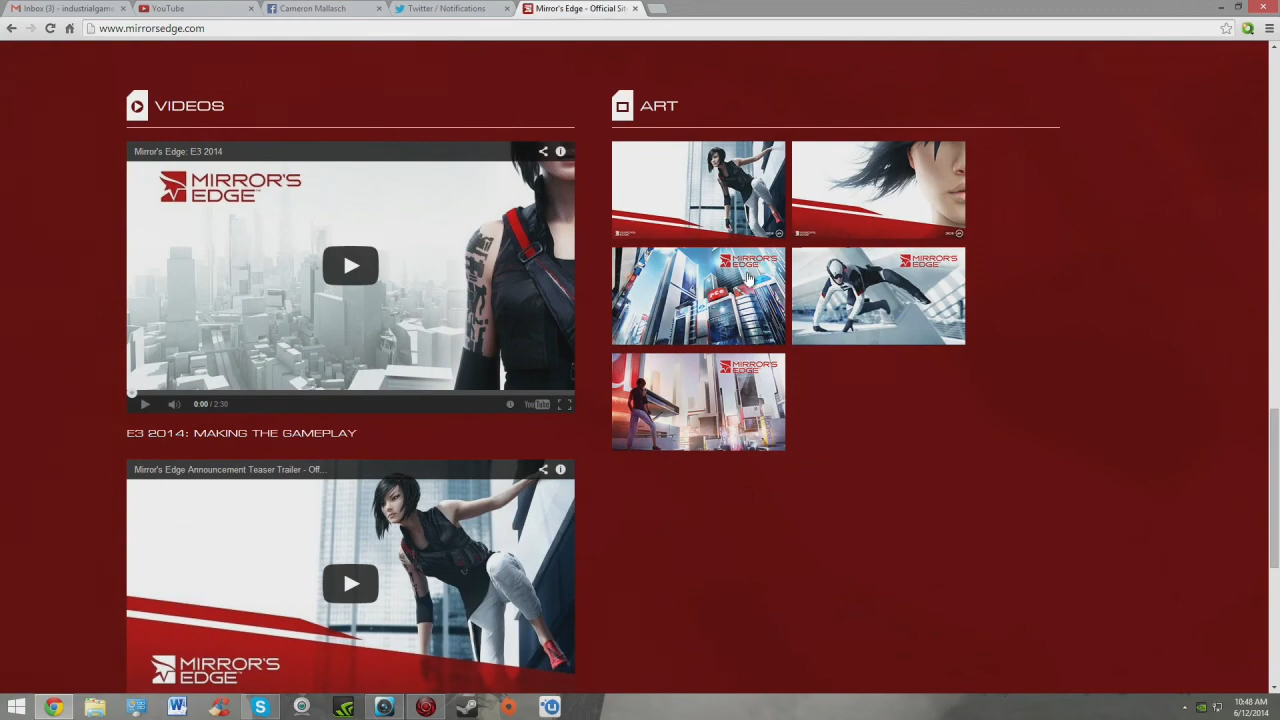 Inbox (3) - industrialgame
YouTube
Cameron Mallasch
Twitter / Notifications
Mirror's Edge - Official Sit
www.mirrorsedge.com
VIDEOS
ART
Mirror's Edge: E3 2014
MIRROR'S
EDGE
0:00 / 2:30
YouTube
E3 2014: MAKING THE GAMEPLAY
Mirror's Edge Announcement Teaser Trailer - Off...
MIRROR'S
EDGE
MIRROR'S
EDGE
MIRROR'S
EDGE
MIRROR'S
EDGE
10:48 AM
6/12/2014